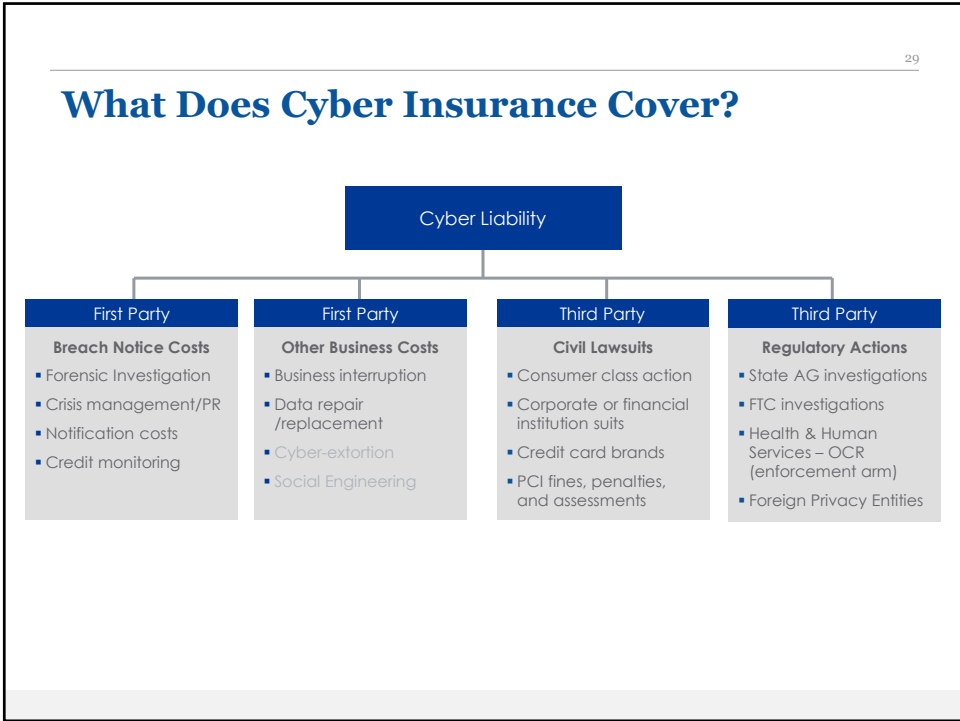 29
What Does Cyber Insurance Cover?
Cyber Liability
First Party
Breach Notice Costs
▪ Forensic Investigation
▪ Crisis management/PR
▪ Notification costs
▪ Credit monitoring
First Party
Other Business Costs
▪ Business interruption
▪ Data repair
/replacement
▪ Cyber-extortion
▪ Social Engineering
Third Party
Civil Lawsuits
▪ Consumer class action
▪ Corporate or financial
institution suits
▪ Credit card brands
▪ PCI fines, penalties,
and assessments
Third Party
Regulatory Actions
▪ State AG investigations
▪ FTC investigations
▪ Health & Human
Services – OCR
(enforcement arm)
▪ Foreign Privacy Entities